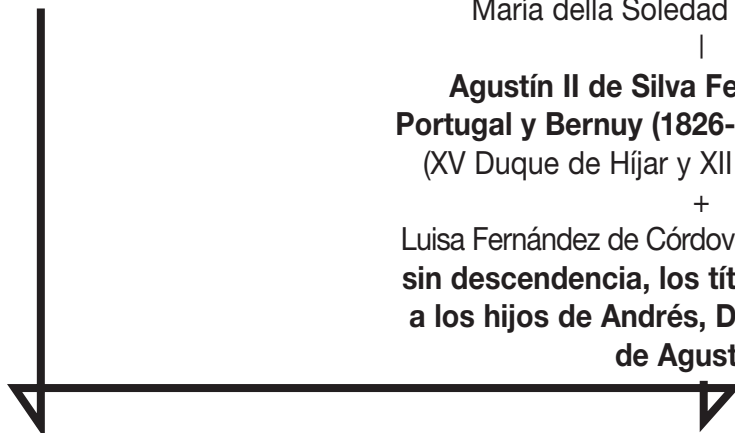 María della Soledad
|
Agustín II de Silva Fe
Portugal y Bernuy (1826-
(XV Duque de Híjar y XII
+
Luisa Fernández de Córdov
sin descendencia, los tít
a los hijos de Andrés, D
de Agust